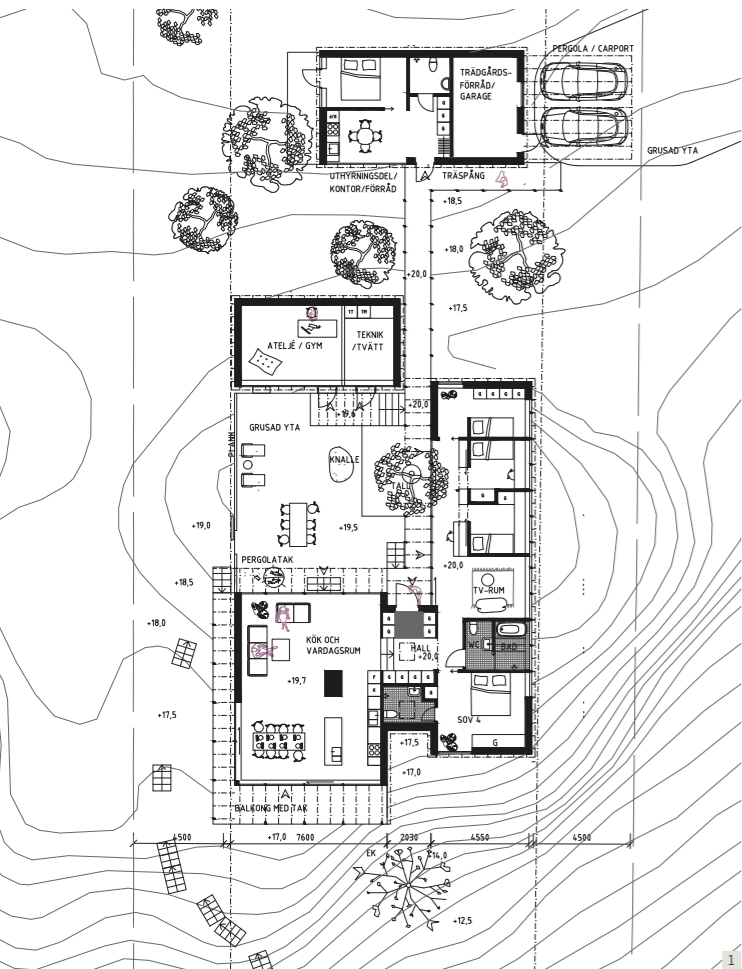 PERGOLA / CARPORT
TRÄDGÅRDS-
FÖRRÅD/
GARAGE
GRUSAD YTA
UTHYRNINGSDEL/
KONTOR/FÖRRÅD
TRÄSPÅNG
+18,5
+18,0
+20,0
+17,5
TT TM
ATELJÉ / GYM
TEKNIK
/TVÄTT
+20,0
+19,6
G G G G
GRUSAD YTA
PLANK
KNALLE
TALL
G G
+19,0
+19,5
G
PERGOLATAK
+20,0
+18,5
TV-RUM
+18,0
KÖK OCH
VARDAGSRUM
G G
G G
HALL
+20,0
WC
BAD
+19,7
F G G G G
K
G
SOV 4
+17,5
+17,5
G
+17,0
BALKONG MED TAK
4500
+17,0
7600
2030
4550
4500
EK
+14,0
+12,5
1